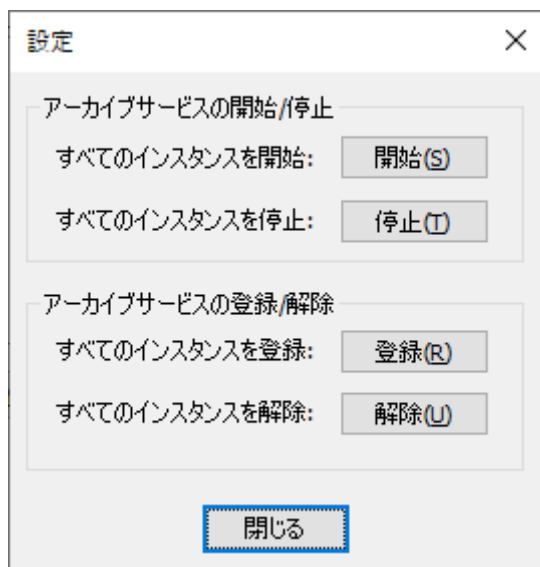 設定
アーカイブサービスの開始/停止
すべてのインスタンスを開始: 開始(S)
すべてのインスタンスを停止: 停止(T)
アーカイブサービスの登録/解除
すべてのインスタンスを登録: 登録(R)
すべてのインスタンスを解除: 解除(U)
閉じる